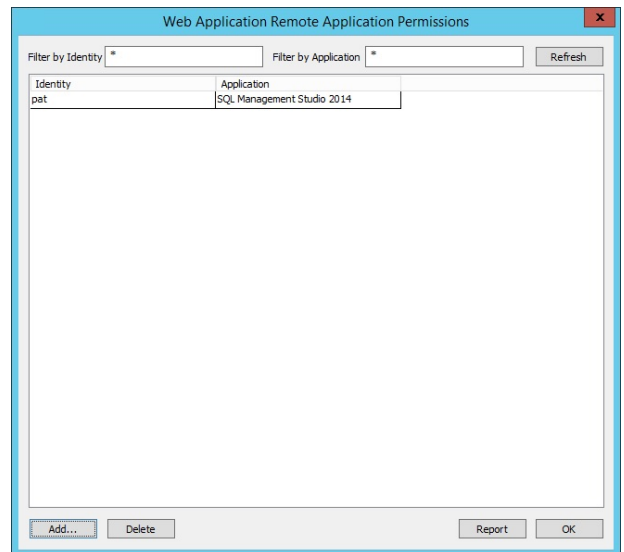 Web Application Remote Application Permissions x
Filter by Identity * Filter by Application * Refresh
Identity Application
pat SQL Management Studio 2014
Add... Delete Report OK